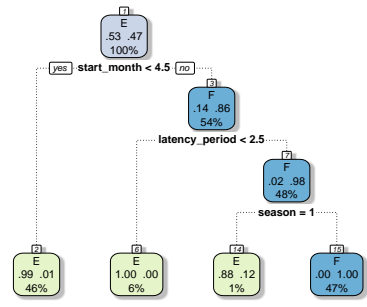 1
E
.53 .47
100%
yes start_month < 4.5 no
3
F
.14 .86
54%
latency_period < 2.5
7
F
.02 .98
48%
season = 1
2
E
.99 .01
46%
6
E
1.00 .00
6%
14
E
.88 .12
1%
15
F
.00 1.00
47%